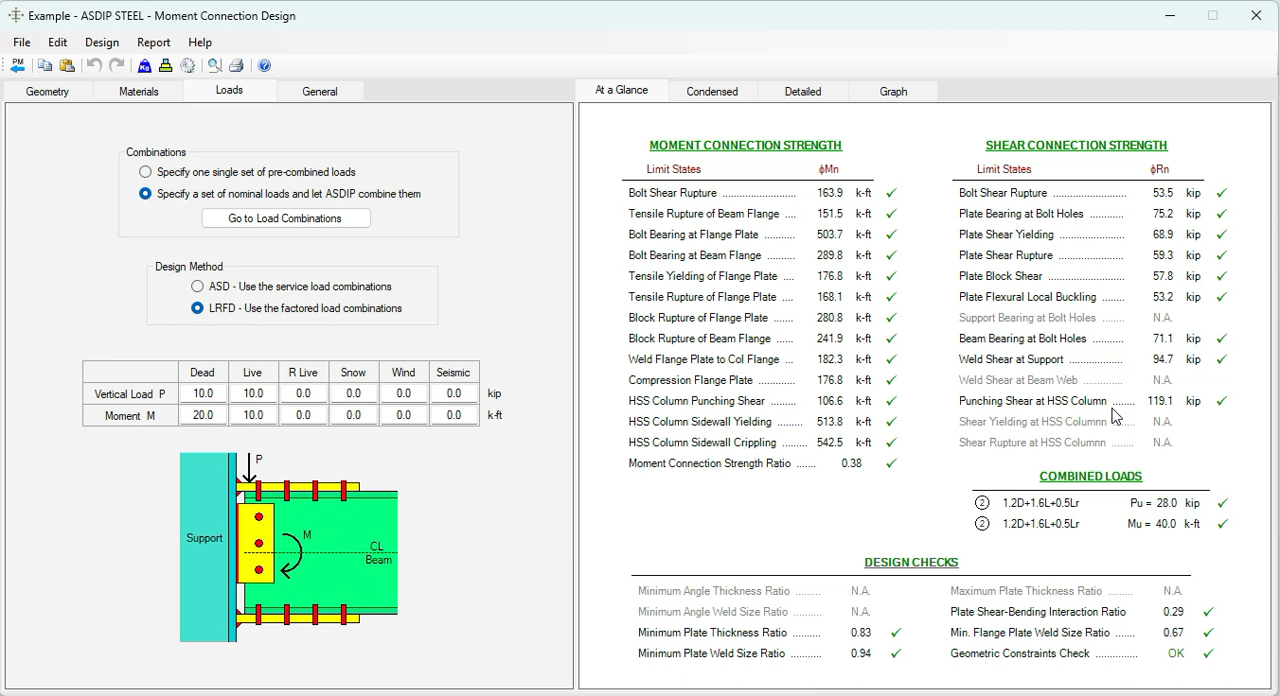 Example - ASDIP STEEL - Moment Connection Design
File Edit Design Report Help
PM Kg
Geometry Materials Loads General
At a Glance Condensed Detailed Graph
Combinations
Specify one single set of pre-combined loads
Specify a set of nominal loads and let ASDIP combine them
Go to Load Combinations
Design Method
ASD - Use the service load combinations
LRFD - Use the factored load combinations
Dead Live R Live Snow Wind Seismic
Vertical Load P 10.0 10.0 0.0 0.0 0.0 0.0 kip
Moment M 20.0 10.0 0.0 0.0 0.0 0.0 k-ft
P
Support
M
CL
Beam
MOMENT CONNECTION STRENGTH
Limit States ϕMn
Bolt Shear Rupture ...................... 163.9 k-ft ✓
Tensile Rupture of Beam Flange .... 151.5 k-ft ✓
Bolt Bearing at Flange Plate .......... 503.7 k-ft ✓
Bolt Bearing at Beam Flange ........ 289.8 k-ft ✓
Tensile Yielding of Flange Plate .... 176.8 k-ft ✓
Tensile Rupture of Flange Plate .... 168.1 k-ft ✓
Block Rupture of Flange Plate ...... 280.8 k-ft ✓
Block Rupture of Beam Flange ...... 241.9 k-ft ✓
Weld Flange Plate to Col Flange ... 182.3 k-ft ✓
Compression Flange Plate ............ 176.8 k-ft ✓
HSS Column Punching Shear ........ 106.6 k-ft ✓
HSS Column Sidewall Yielding ....... 513.8 k-ft ✓
HSS Column Sidewall Crippling ....... 542.5 k-ft ✓
Moment Connection Strength Ratio ...... 0.38 ✓
SHEAR CONNECTION STRENGTH
Limit States ϕRn
Bolt Shear Rupture ...................... 53.5 kip ✓
Plate Bearing at Bolt Holes .......... 75.2 kip ✓
Plate Shear Yielding .................... 68.9 kip ✓
Plate Shear Rupture .................... 59.3 kip ✓
Plate Block Shear ...................... 57.8 kip ✓
Plate Flexural Local Buckling ....... 53.2 kip ✓
Support Bearing at Bolt Holes ....... N.A.
Beam Bearing at Bolt Holes .......... 71.1 kip ✓
Weld Shear at Support ................ 94.7 kip ✓
Weld Shear at Beam Web ............ N.A.
Punching Shear at HSS Column ....... 119.1 kip ✓
Shear Yielding at HSS Columnn ...... N.A.
Shear Rupture at HSS Columnn ...... N.A.
COMBINED LOADS
2 1.2D+1.6L+0.5Lr Pu = 28.0 kip ✓
2 1.2D+1.6L+0.5Lr Mu = 40.0 k-ft ✓
DESIGN CHECKS
Minimum Angle Thickness Ratio ........ N.A.
Minimum Angle Weld Size Ratio ........ N.A.
Minimum Plate Thickness Ratio ........ 0.83 ✓
Minimum Plate Weld Size Ratio .......... 0.94 ✓
Maximum Plate Thickness Ratio ........ N.A.
Plate Shear-Bending Interaction Ratio 0.29 ✓
Min. Flange Plate Weld Size Ratio ...... 0.67 ✓
Geometric Constraints Check ............. OK ✓